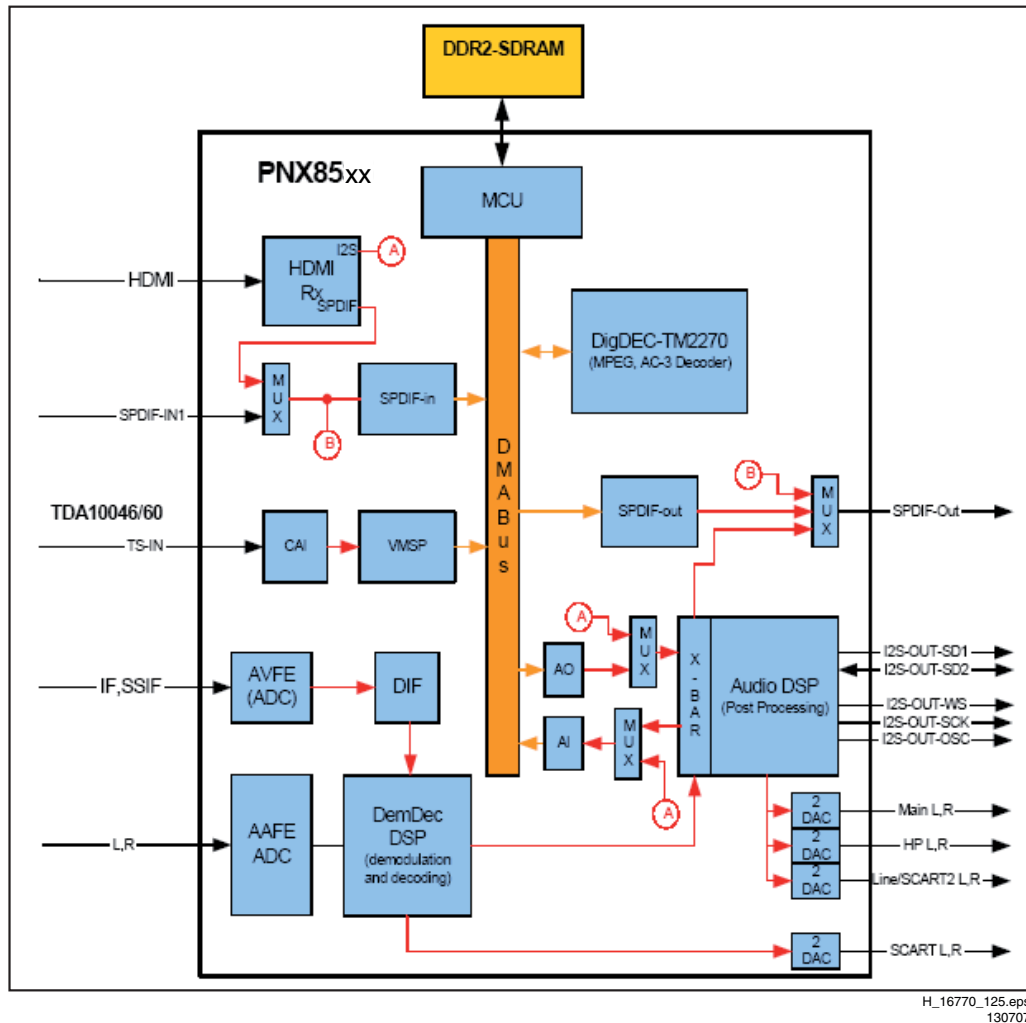 DDR2-SDRAM
PNX85xx
MCU
I2S
A
HDMI
HDMI
Rx
SPDIF
DigDEC-TM2270
(MPEG, AC-3 Decoder)
M
U
X
SPDIF-in
SPDIF-IN1
B
D
M
A
B
u
s
B
M
U
X
SPDIF-out
SPDIF-Out
TDA10046/60
TS-IN
CAI
VMSP
A
M
U
X
X
-
B
A
R
Audio DSP
(Post Processing)
I2S-OUT-SD1
I2S-OUT-SD2
I2S-OUT-WS
I2S-OUT-SCK
I2S-OUT-OSC
IF,SSIF
AVFE
(ADC)
DIF
AO
AI
M
U
X
A
L,R
AAFE
ADC
DemDec
DSP
(demodulation
and decoding)
2
DAC
Main L,R
2
DAC
HP L,R
2
DAC
Line/SCART2 L,R
2
DAC
SCART L,R
H_16770_125.eps
130707